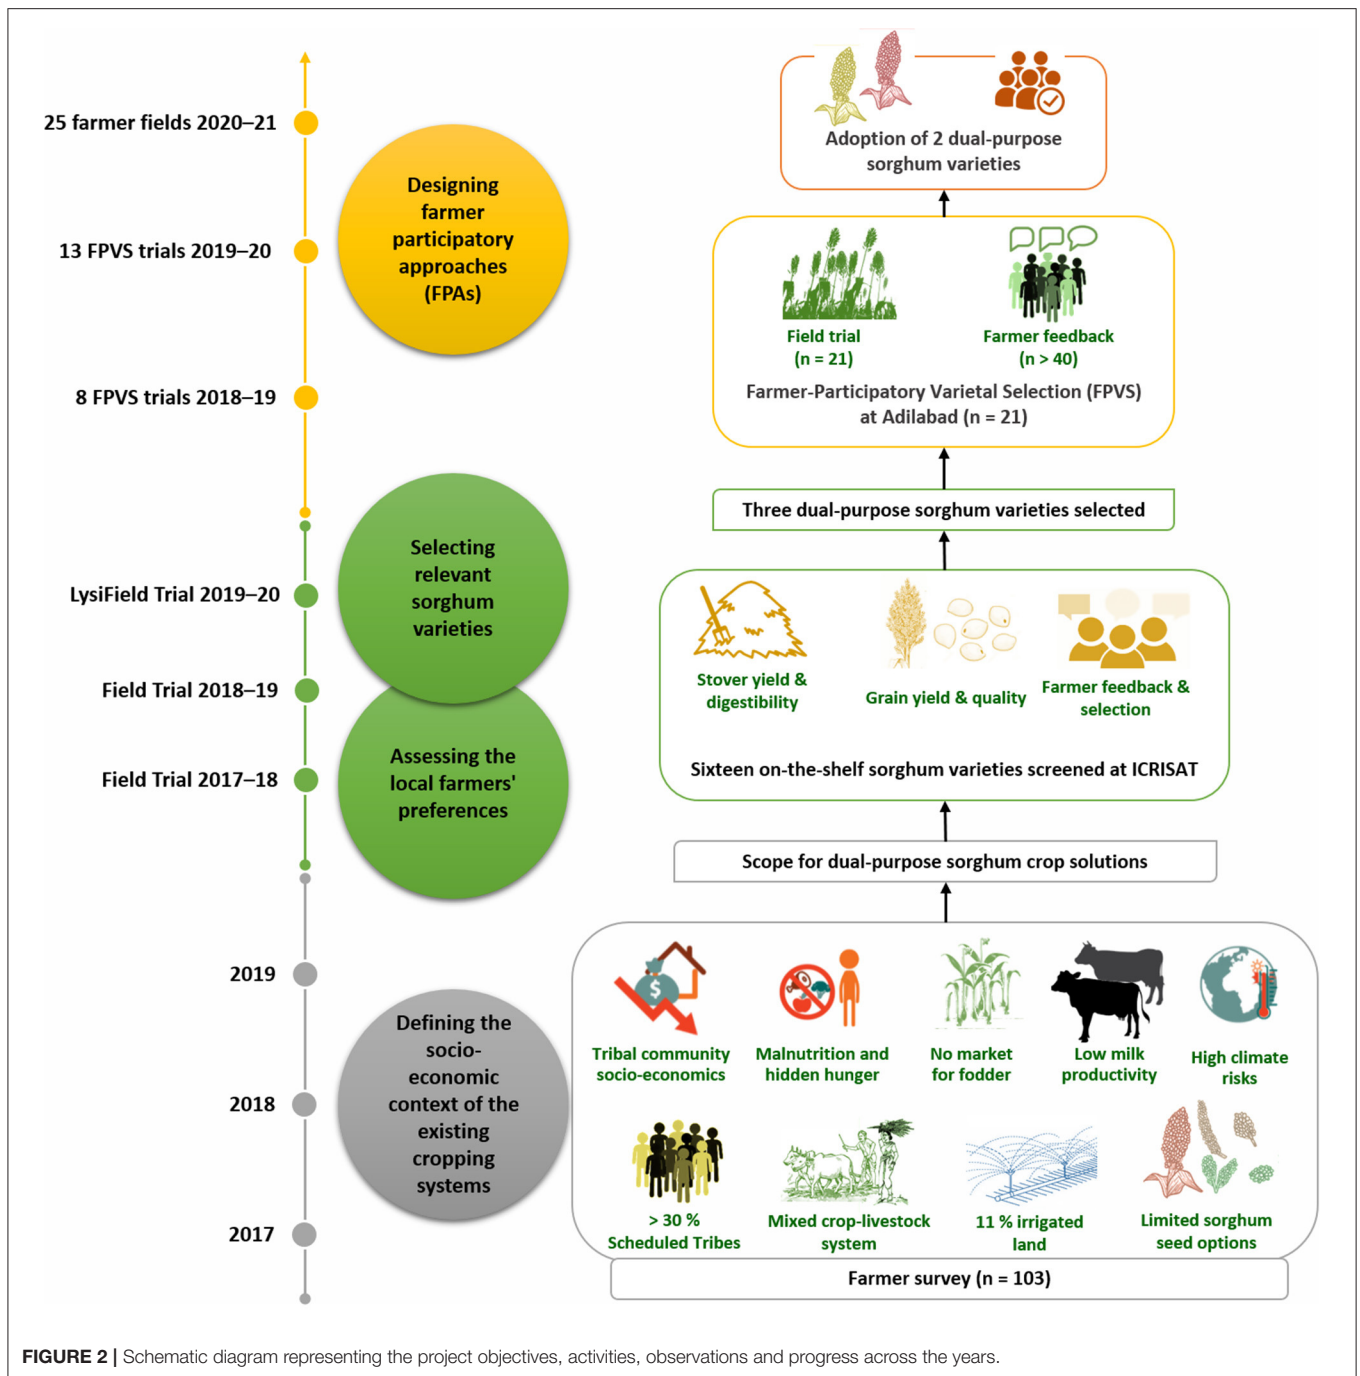 25 farmer fields 2020–21
13 FPVS trials 2019–20
8 FPVS trials 2018–19
LysiField Trial 2019–20
Field Trial 2018–19
Field Trial 2017–18
2019
2018
2017
Designing
farmer
participatory
approaches
(FPAs)
Selecting
relevant
sorghum
varieties
Assessing the
local farmers'
preferences
Defining the
socio-
economic
context of the
existing
cropping
systems
Adoption of 2 dual-purpose
sorghum varieties
Field trial
(n = 21)
Farmer feedback
(n > 40)
Farmer-Participatory Varietal Selection (FPVS)
at Adilabad (n = 21)
Three dual-purpose sorghum varieties selected
Stover yield &
digestibility
Grain yield & quality
Farmer feedback &
selection
Sixteen on-the-shelf sorghum varieties screened at ICRISAT
Scope for dual-purpose sorghum crop solutions
$
Tribal community
socio-economics
Malnutrition and
hidden hunger
No market
for fodder
Low milk
productivity
High climate
risks
> 30 %
Scheduled Tribes
Mixed crop-livestock
system
11 % irrigated
land
Limited sorghum
seed options
Farmer survey (n = 103)
FIGURE 2 | Schematic diagram representing the project objectives, activities, observations and progress across the years.